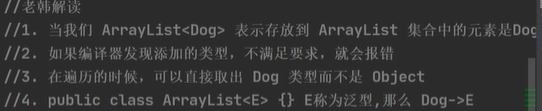 //老韩解读
//1. 当我们 ArrayList<Dog> 表示存放到 ArrayList 集合中的元素是Dog
//2. 如果编译器发现添加的类型，不满足要求，就会报错
//3. 在遍历的时候，可以直接取出 Dog 类型而不是 Object
//4. public class ArrayList<E> {} E称为泛型,那么 Dog->E